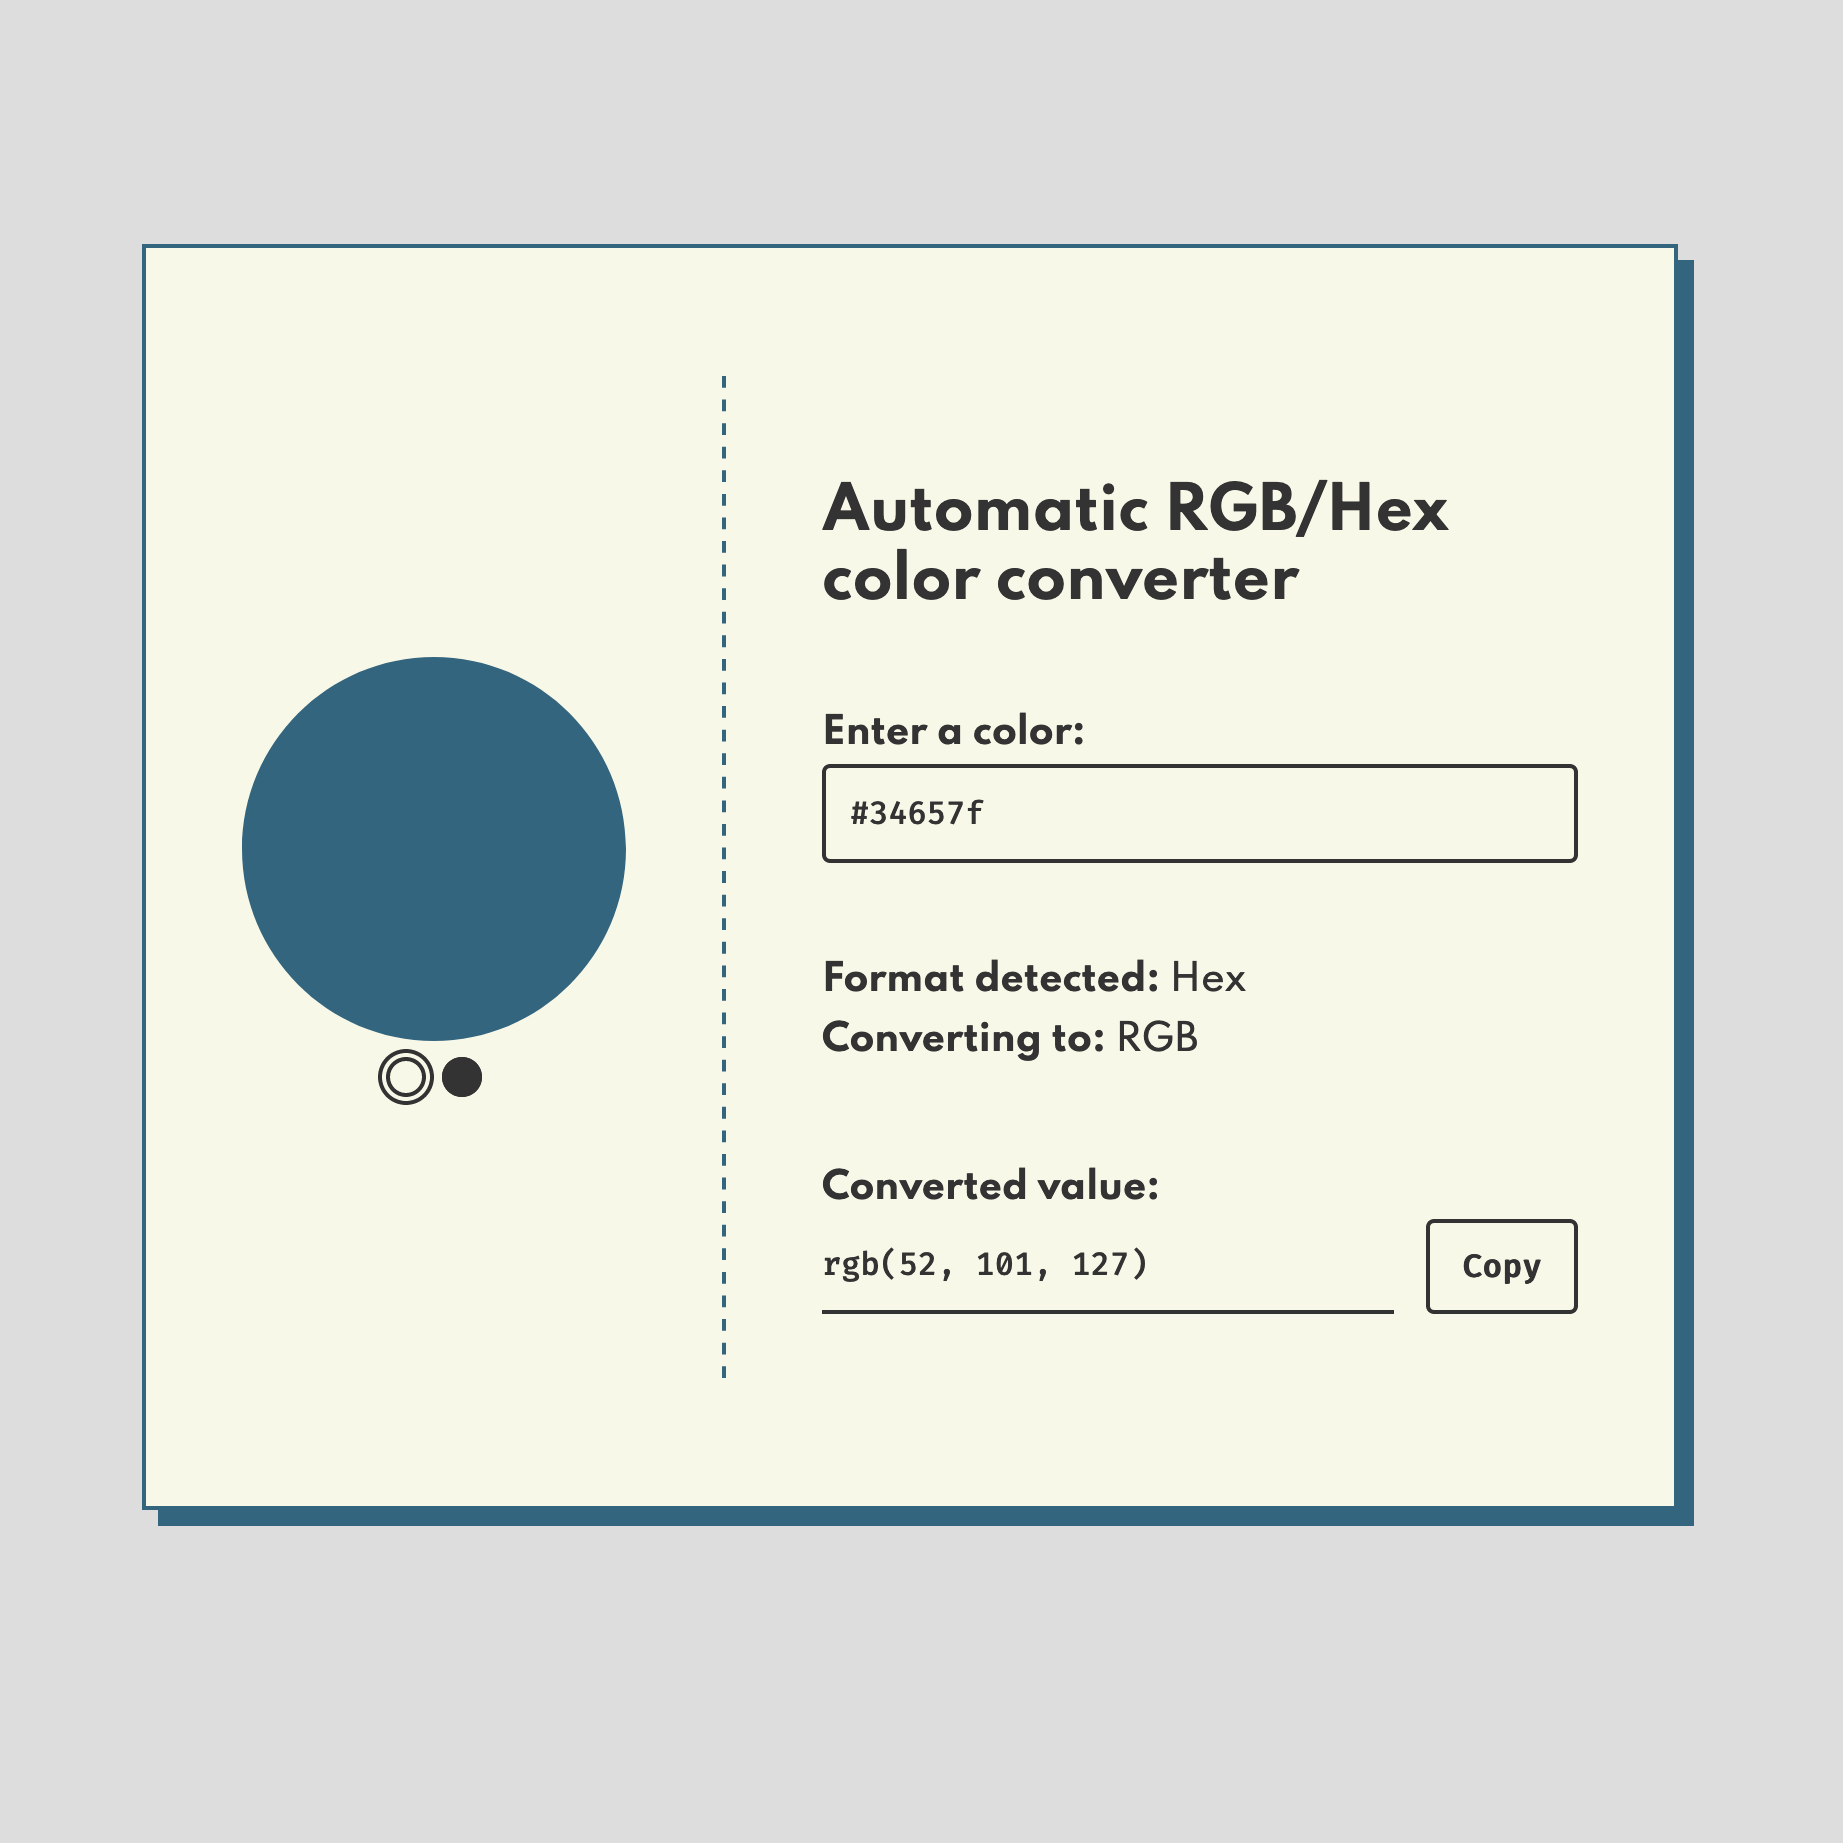 Automatic RGB/Hex
color converter
Enter a color:
#34657f
Format detected: Hex
Converting to: RGB
Converted value:
rgb(52, 101, 127)
Copy